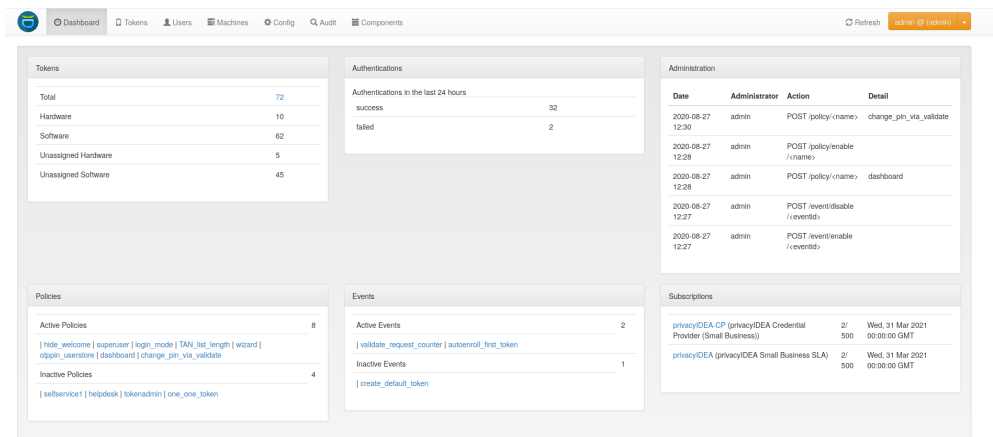 Dashboard Tokens Users Machines Config Audit Components Refresh admin @ (admin)
Tokens
Total 72
Hardware 10
Software 62
Unassigned Hardware 5
Unassigned Software 45
Authentications
Authentications in the last 24 hours
success 32
failed 2
Administration
Date Administrator Action Detail
2020-08-27 admin POST /policy/<name> change_pin_via_validate
12:30
2020-08-27 admin POST /policy/enable
12:28 /<name>
2020-08-27 admin POST /policy/<name> dashboard
12:28
2020-08-27 admin POST /event/disable
12:27 /<eventid>
2020-08-27 admin POST /event/enable
12:27 /<eventid>
Policies
Active Policies 8
| hide_welcome | superuser | login_mode | TAN_list_length | wizard |
otppin_userstore | dashboard | change_pin_via_validate
Inactive Policies 4
| selfservice1 | helpdesk | tokenadmin | one_one_token
Events
Active Events 2
| validate_request_counter | autoenroll_first_token
Inactive Events 1
| create_default_token
Subscriptions
privacyIDEA-CP (privacyIDEA Credential 2/ Wed, 31 Mar 2021
Provider (Small Business)) 500 00:00:00 GMT
privacyIDEA (privacyIDEA Small Business SLA) 2/ Wed, 31 Mar 2021
500 00:00:00 GMT